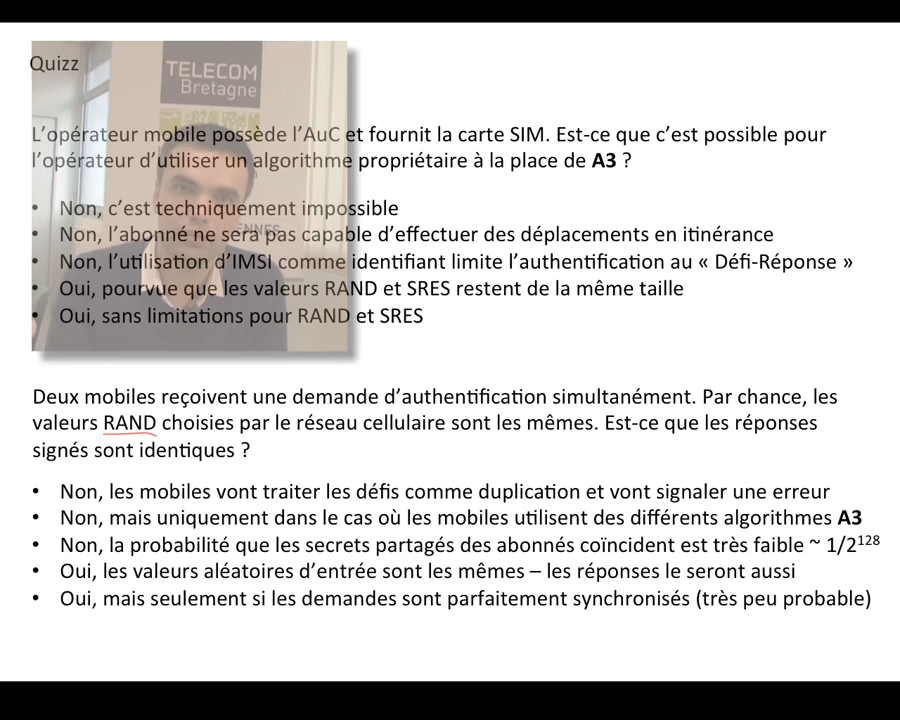 Quizz
TELECOM
Bretagne
L'opérateur mobile possède l'AuC et fournit la carte SIM. Est-ce que c'est possible pour
l'opérateur d'utiliser un algorithme propriétaire à la place de A3 ?
• Non, c'est techniquement impossible
RENNES
• Non, l'abonné ne sera pas capable d'effectuer des déplacements en itinérance
• Non, l'utilisation d'IMSI comme identifiant limite l'authentification au « Défi-Réponse »
• Oui, pourvue que les valeurs RAND et SRES restent de la même taille
• Oui, sans limitations pour RAND et SRES
Deux mobiles reçoivent une demande d'authentification simultanément. Par chance, les
valeurs RAND choisies par le réseau cellulaire sont les mêmes. Est-ce que les réponses
signés sont identiques ?
• Non, les mobiles vont traiter les défis comme duplication et vont signaler une erreur
• Non, mais uniquement dans le cas où les mobiles utilisent des différents algorithmes A3
• Non, la probabilité que les secrets partagés des abonnés coïncident est très faible ~ 1/2¹²⁸
• Oui, les valeurs aléatoires d'entrée sont les mêmes – les réponses le seront aussi
• Oui, mais seulement si les demandes sont parfaitement synchronisés (très peu probable)